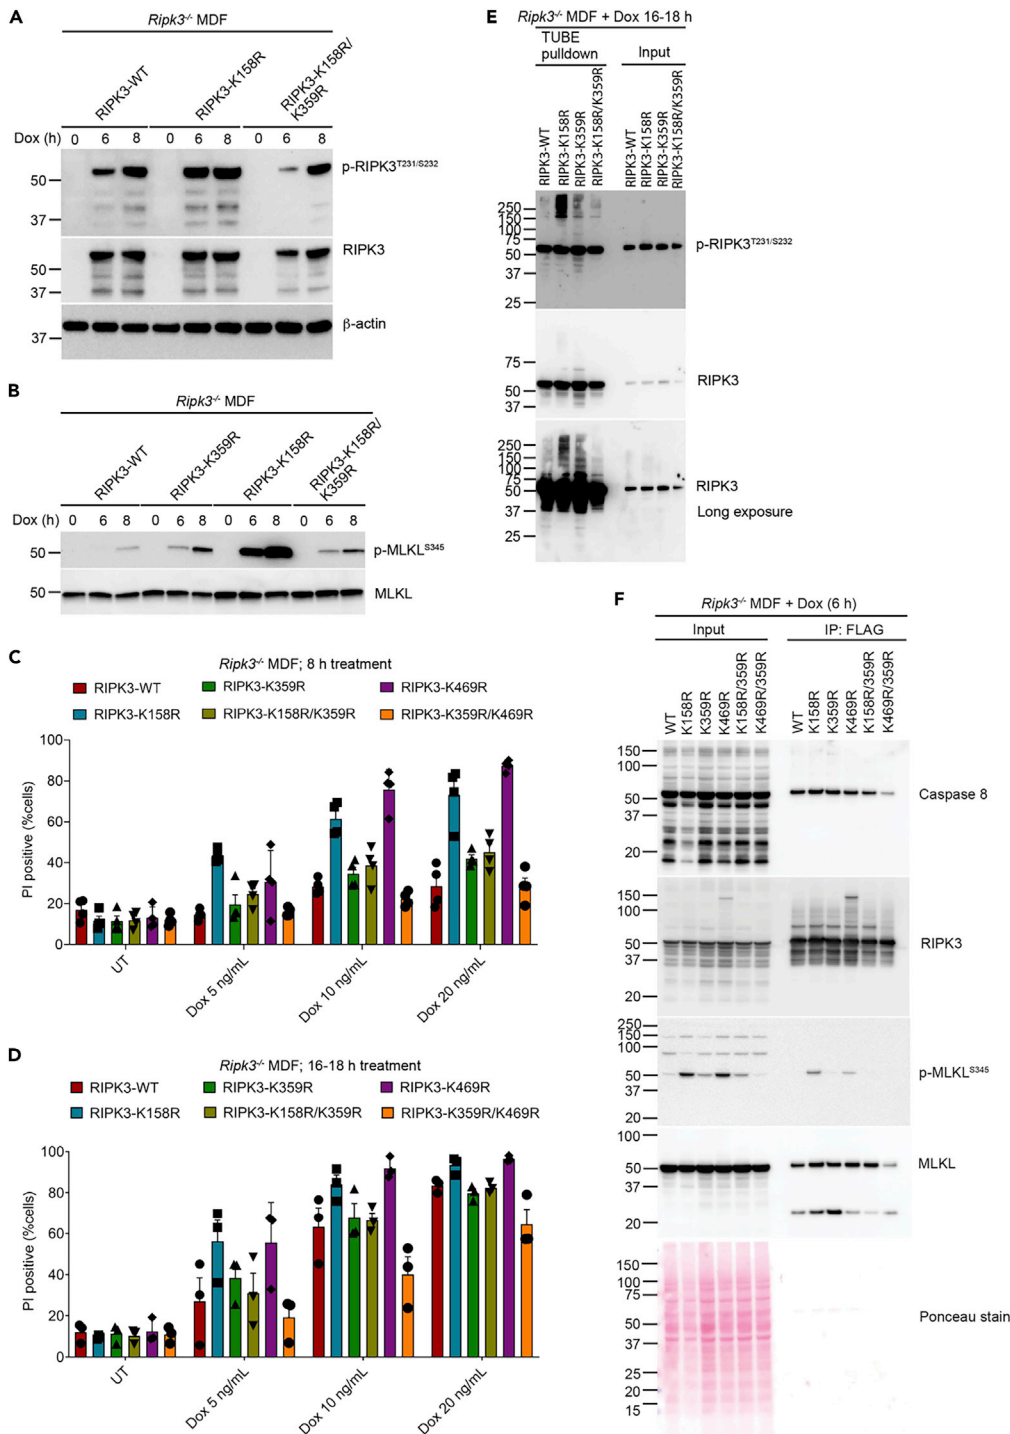 A
Ripk3-/- MDF
RIPK3-WT
RIPK3-K158R
RIPK3-K158R/
K359R
Dox (h) 0 6 8 0 6 8 0 6 8
50
37
p-RIPK3T231/S232
50
37
RIPK3
37
β-actin
B
Ripk3-/- MDF
RIPK3-WT
RIPK3-K359R
RIPK3-K158R
RIPK3-K158R/
K359R
Dox (h) 0 6 8 0 6 8 0 6 8 0 6 8
50
p-MLKLS345
50
MLKL
C
Ripk3-/- MDF; 8 h treatment
RIPK3-WT RIPK3-K359R RIPK3-K469R
RIPK3-K158R RIPK3-K158R/K359R RIPK3-K359R/K469R
PI positive (%cells)
100
80
60
40
20
0
UT Dox 5 ng/mL Dox 10 ng/mL Dox 20 ng/mL
D
Ripk3-/- MDF; 16-18 h treatment
RIPK3-WT RIPK3-K359R RIPK3-K469R
RIPK3-K158R RIPK3-K158R/K359R RIPK3-K359R/K469R
PI positive (%cells)
100
80
60
40
20
0
UT Dox 5 ng/mL Dox 10 ng/mL Dox 20 ng/mL
E
Ripk3-/- MDF + Dox 16-18 h
TUBE
pulldown
Input
RIPK3-WT
RIPK3-K158R
RIPK3-K359R
RIPK3-K158R/K359R
RIPK3-WT
RIPK3-K158R
RIPK3-K359R
RIPK3-K158R/K359R
250
150
100
75
50
37
25
p-RIPK3T231/S232
75
50
37
RIPK3
250
150
100
75
50
37
25
RIPK3
Long exposure
F
Ripk3-/- MDF + Dox (6 h)
Input IP: FLAG
WT
K158R
K359R
K469R
K158R/359R
K469R/359R
WT
K158R
K359R
K469R
K158R/359R
K469R/359R
150
100
50
37
20
Caspase 8
150
100
50
37
20
RIPK3
250
150
100
50
37
20
p-MLKLS345
100
50
37
20
MLKL
150
100
75
50
37
25
20
15
Ponceau stain